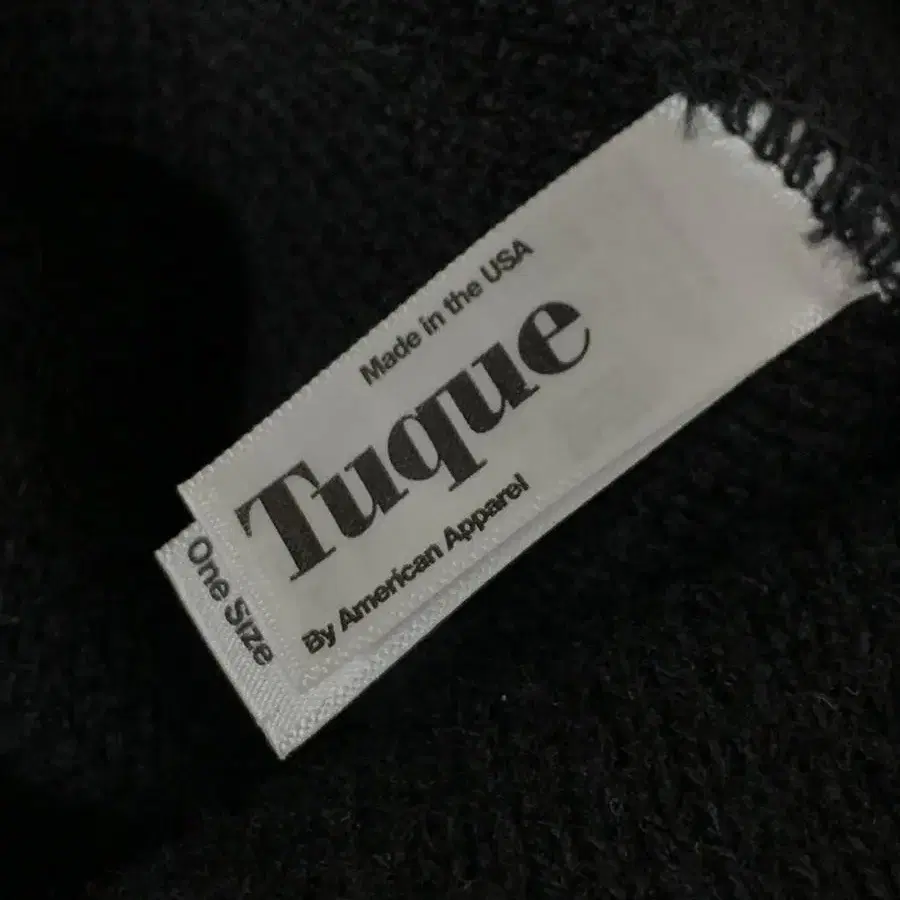 Made in the USA
Tuque
By American Apparel
One Size